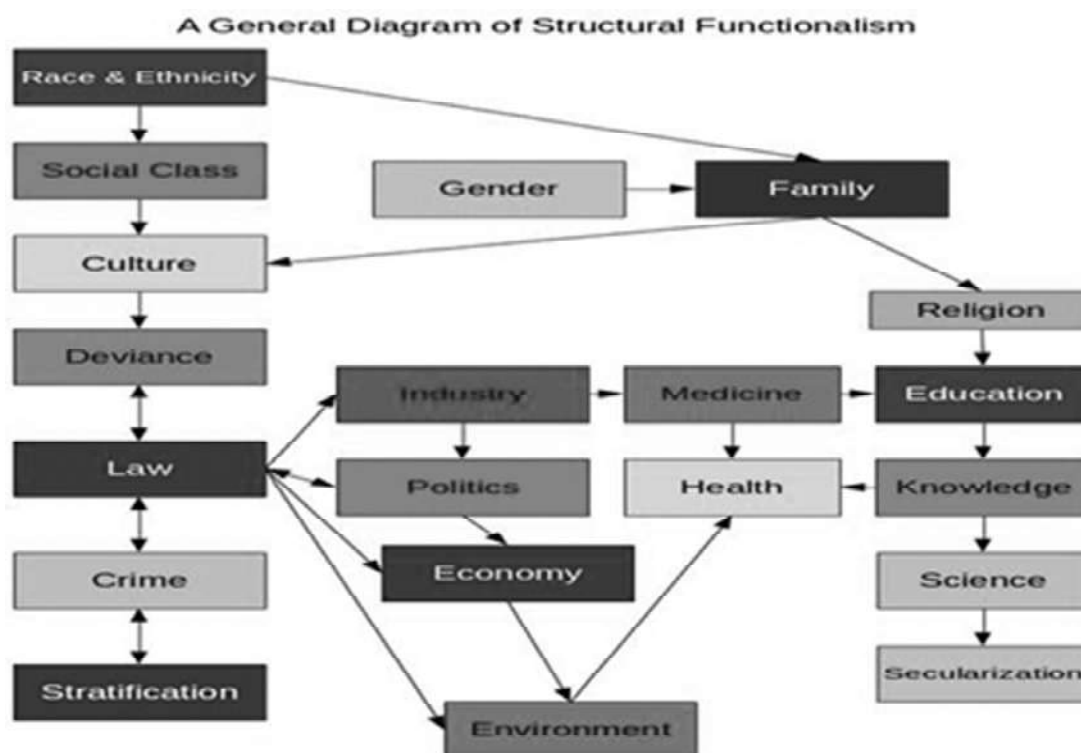 A General Diagram of Structural Functionalism
Race & Ethnicity
Social Class
Gender
Family
Culture
Religion
Deviance
Industry
Medicine
Education
Law
Politics
Health
Knowledge
Economy
Crime
Science
Stratification
Secularization
Environment